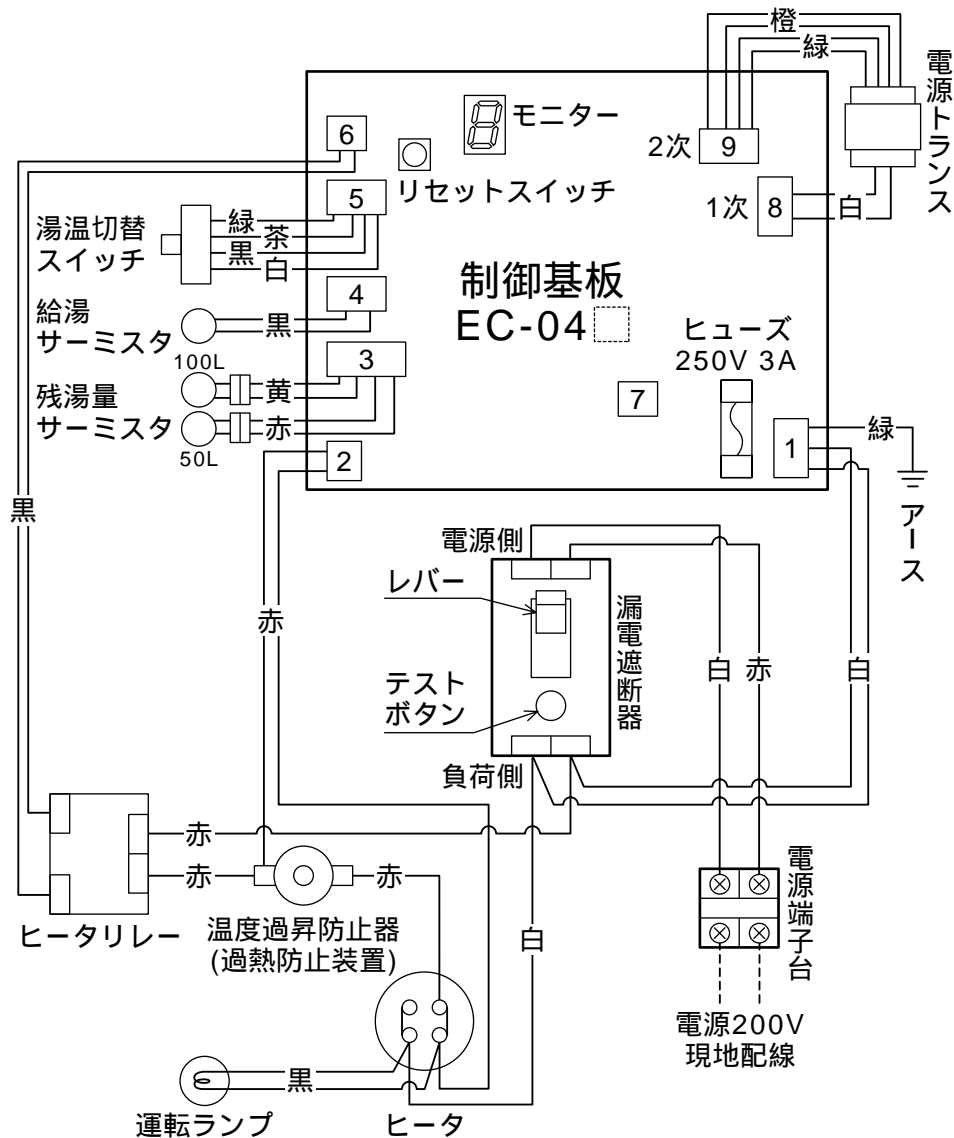 橙
緑
電源トランス
6
モニター
2次
9
リセットスイッチ
5
1次
8
白
湯温切替
スイッチ
緑
茶
黒
白
制御基板
EC-04
4
給湯
サーミスタ
黒
100L
ヒューズ
250V 3A
3
残湯量
サーミスタ
黄
赤
50L
7
2
1
緑
アース
黒
電源側
レバー
漏電遮断器
赤
テスト
ボタン
白
赤
白
負荷側
赤
赤
赤
ヒータリレー
温度過昇防止器
(過熱防止装置)
白
電源端子台
電源200V
現地配線
黒
運転ランプ
ヒータ